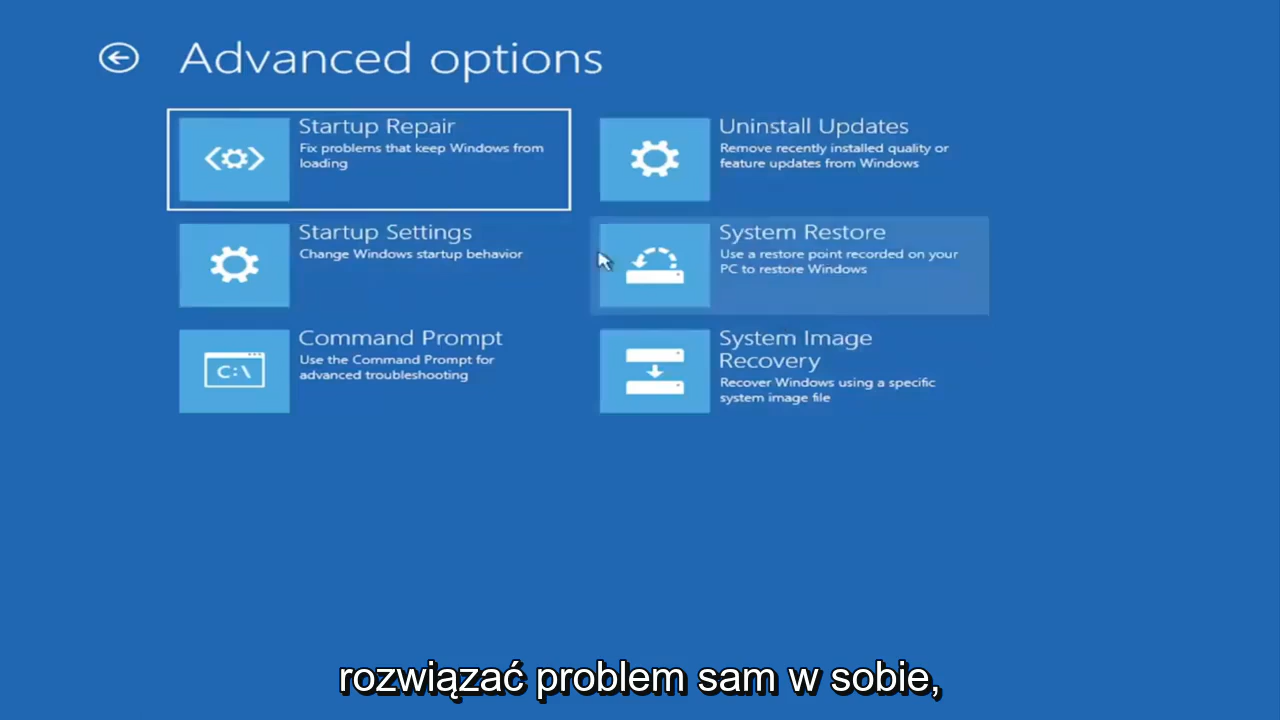 Advanced options
Startup Repair
Fix problems that keep Windows from
loading
Uninstall Updates
Remove recently installed quality or
feature updates from Windows
Startup Settings
Change Windows startup behavior
System Restore
Use a restore point recorded on your
PC to restore Windows
Command Prompt
Use the Command Prompt for
advanced troubleshooting
C:\
System Image
Recovery
Recover Windows using a specific
system image file
rozwiązać problem sam w sobie,